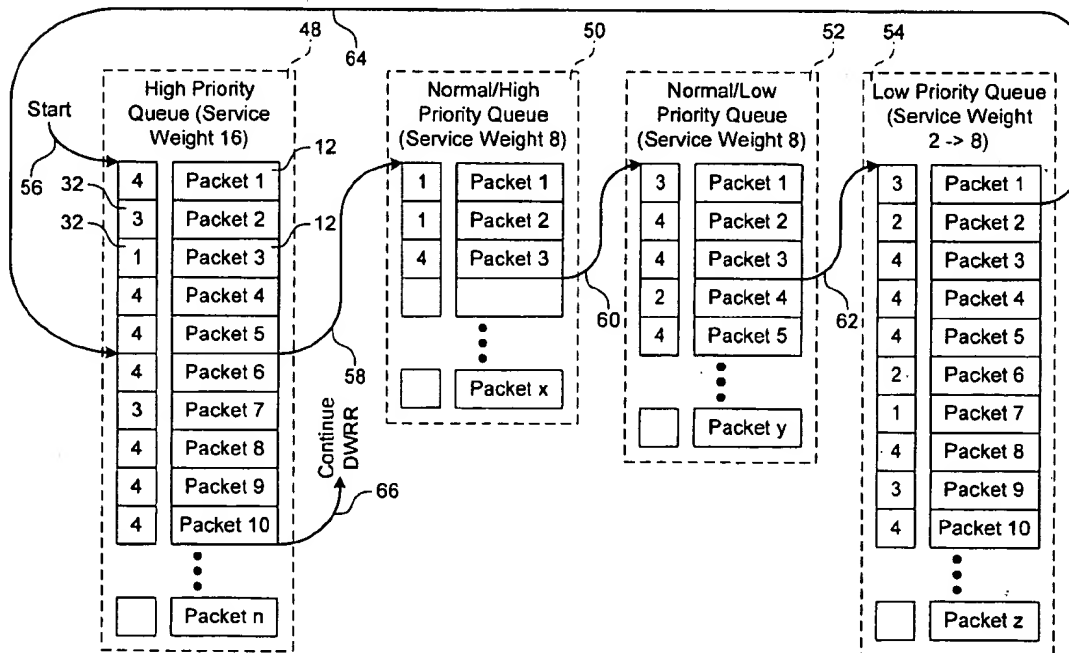 64
48
50
52
54
High Priority
Queue (Service
Weight 16)
Normal/High
Priority Queue
(Service Weight 8)
Normal/Low
Priority Queue
(Service Weight 8)
Low Priority Queue
(Service Weight
2 -> 8)
Start
56
32
32
12
12
4 Packet 1
3 Packet 2
1 Packet 3
4 Packet 4
4 Packet 5
4 Packet 6
3 Packet 7
4 Packet 8
4 Packet 9
4 Packet 10
Packet n
58
Continue
DWRR
66
1 Packet 1
1 Packet 2
4 Packet 3
Packet x
60
3 Packet 1
4 Packet 2
4 Packet 3
2 Packet 4
4 Packet 5
Packet y
62
3 Packet 1
2 Packet 2
4 Packet 3
4 Packet 4
4 Packet 5
2 Packet 6
1 Packet 7
4 Packet 8
3 Packet 9
4 Packet 10
Packet z